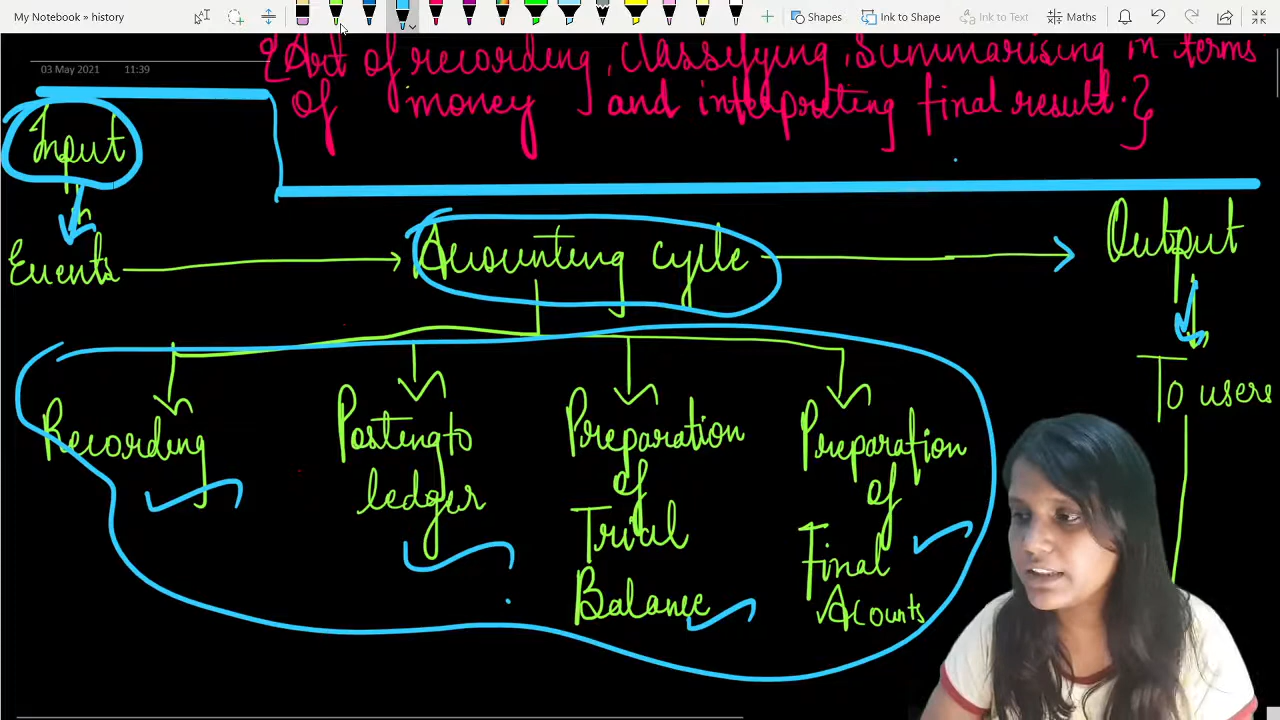 My Notebook » history
Shapes
Ink to Shape
Ink to Text
Maths
03 May 2021 11:39
{Art of recording, classifying, Summarising in terms
of money and interpreting final result.}
Input
Events
Accounting cycle
Output
To users
Recording
Posting to
ledger
Preparation
of
Trial
Balance
Preparation
of
Final
Acounts